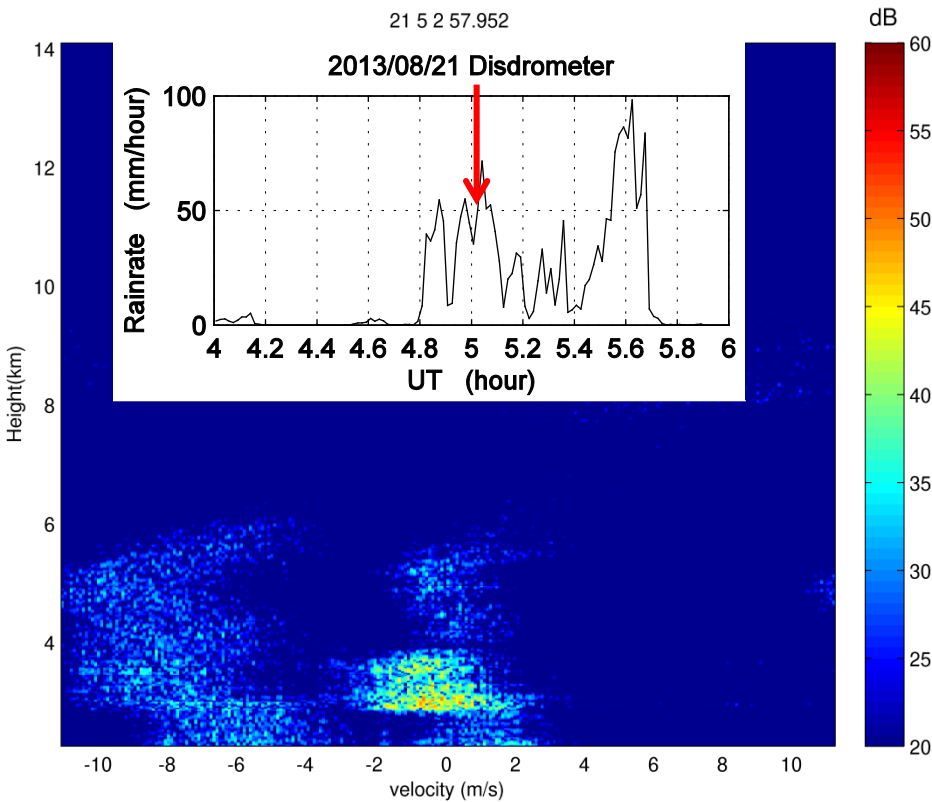 21 5 2 57.952
dB
2013/08/21 Disdrometer
Rainrate (mm/hour)
100
50
0
4 4.2 4.4 4.6 4.8 5 5.2 5.4 5.6 5.8 6
UT (hour)
Height(km)
14
12
10
8
6
4
-10 -8 -6 -4 -2 0 2 4 6 8 10
velocity (m/s)
60
55
50
45
40
35
30
25
20